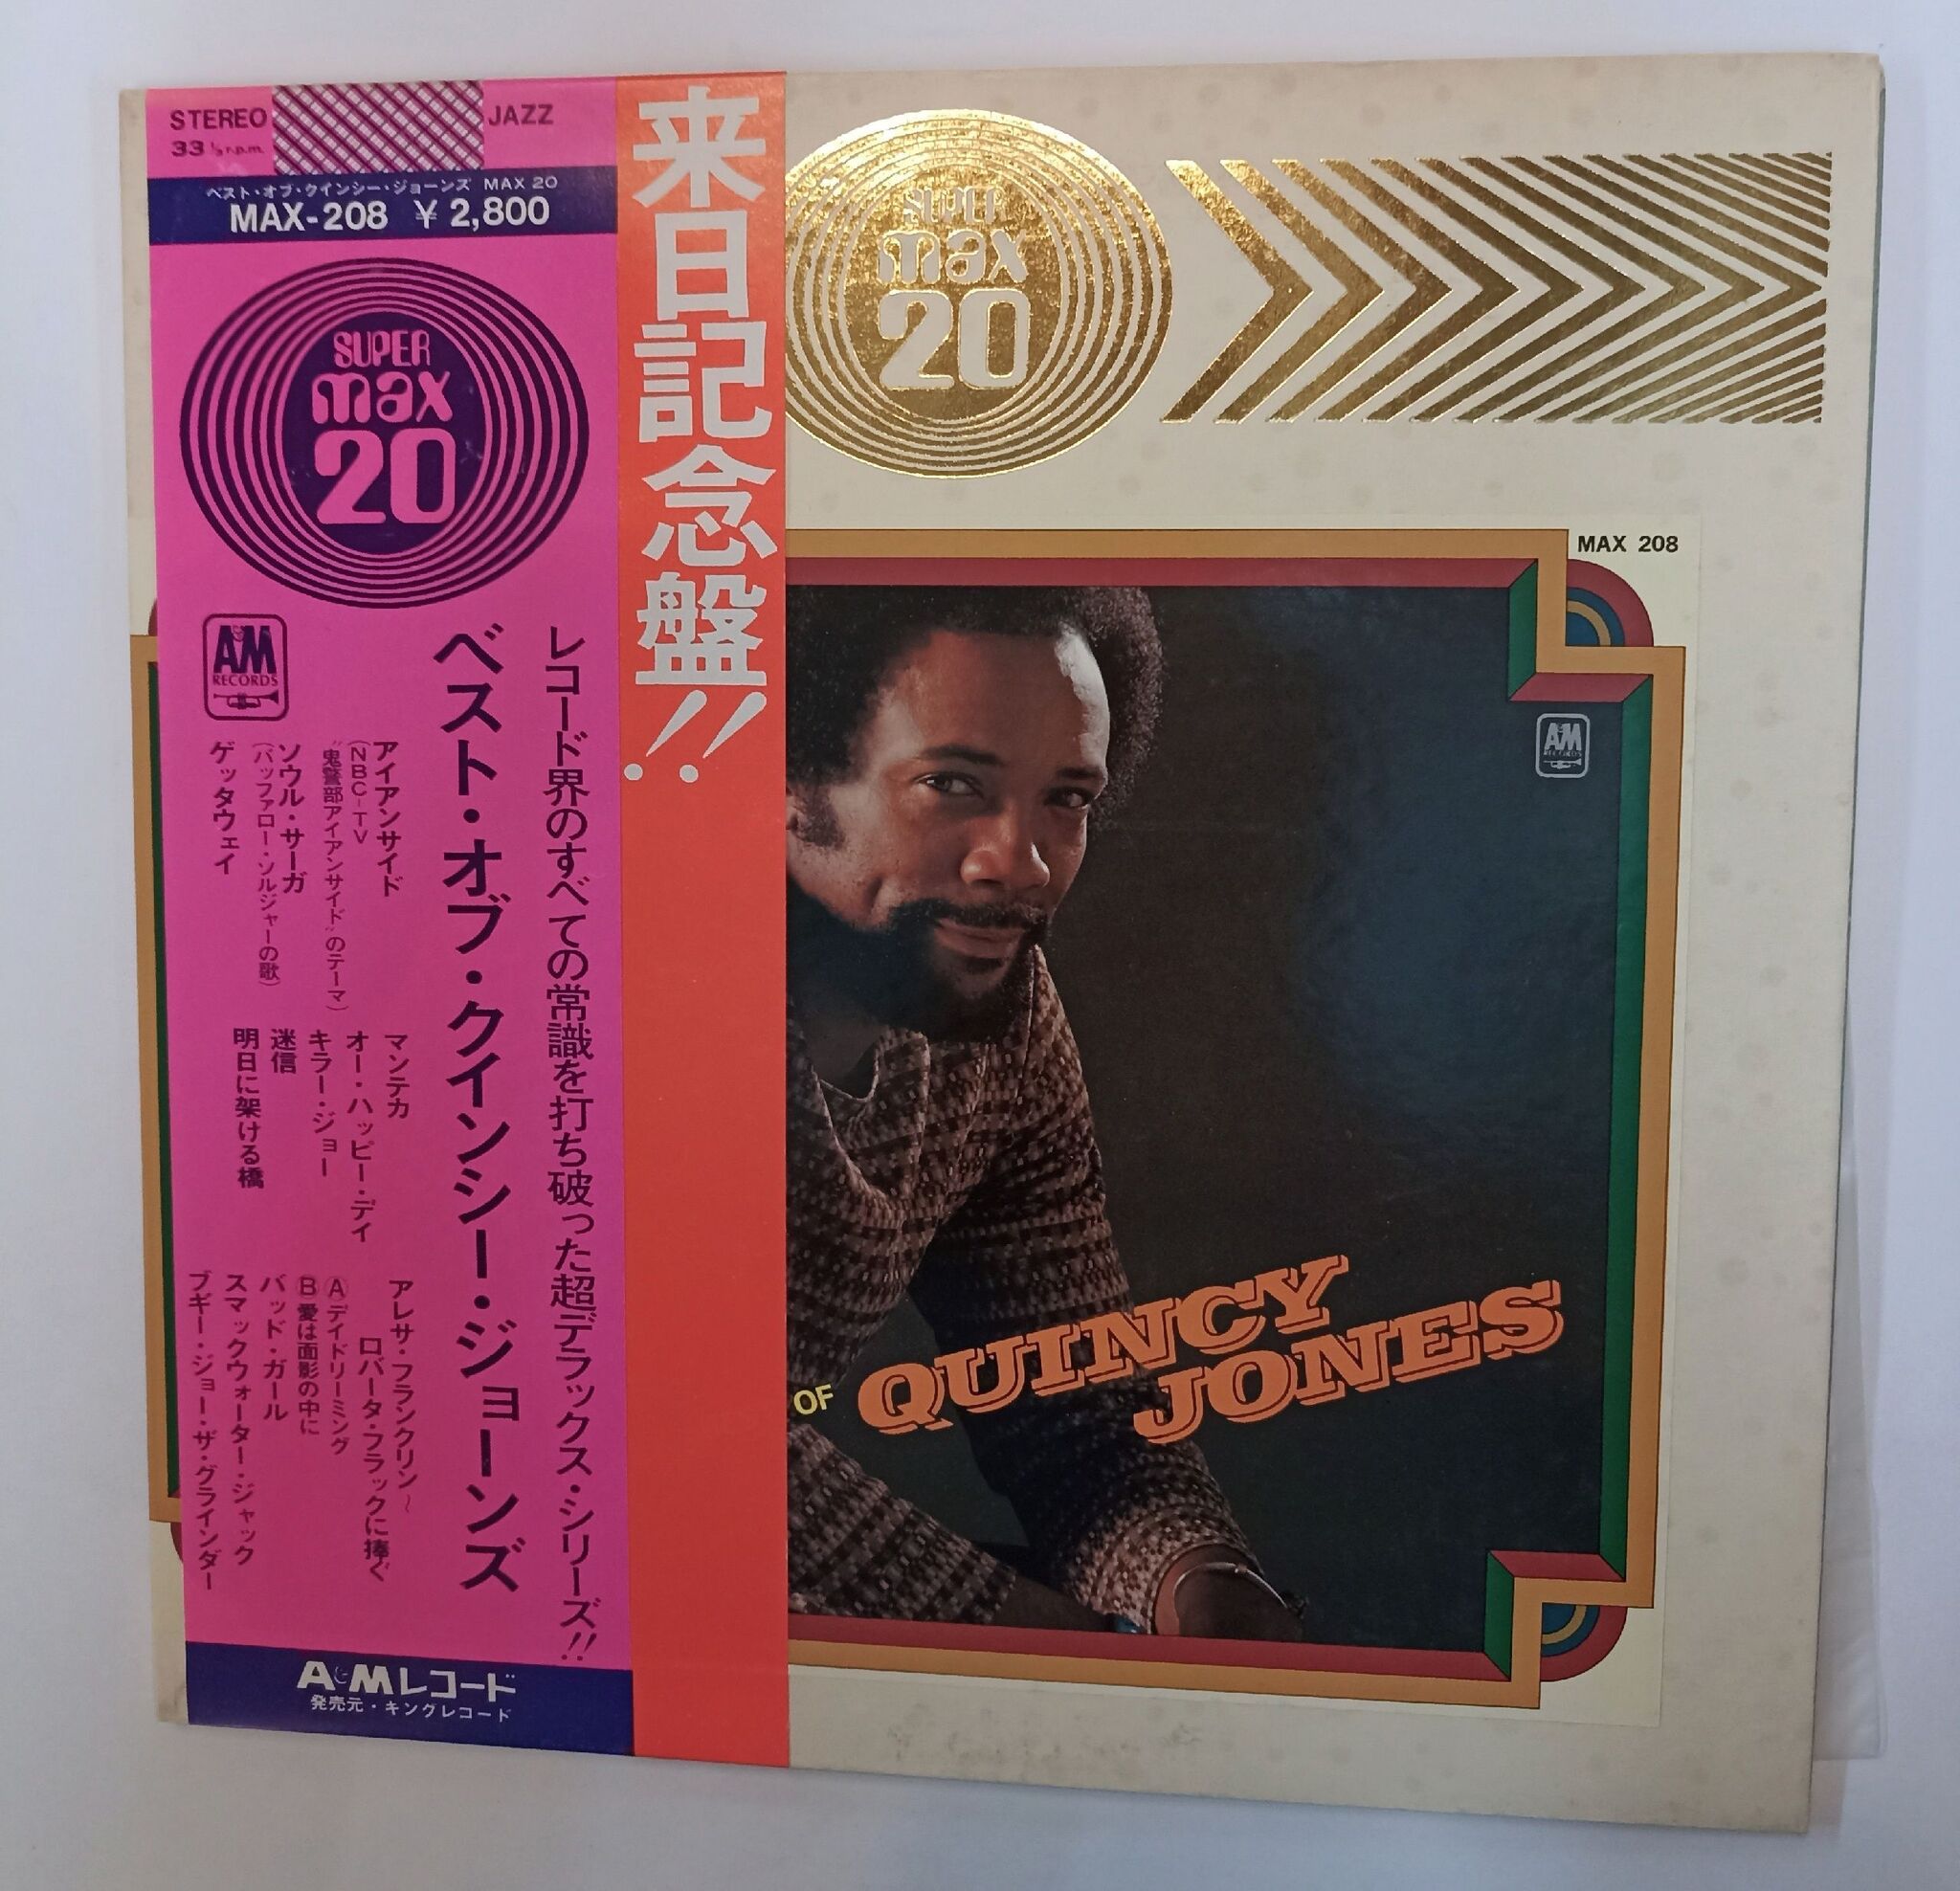 STEREO
33 1/3 r.p.m.
JAZZ
ベスト・オブ・クインシー・ジョーンズ MAX 20
MAX-208 ¥ 2,800
SUPER
max
20
来日記念盤!!
レコード界のすべての常識を打ち破った超デラックス・シリーズ!!
ベスト・オブ・クインシー・ジョーンズ
A&M
RECORDS
アイアンサイド
(NBC-TV
“鬼警部アイアンサイド”のテーマ)
ソウル・サーガ
(バッファロー・ソルジャーの歌)
ゲッタウェイ
マンテカ
オー・ハッピー・デイ
キラー・ジョー
迷信
明日に架ける橋
アレサ・フランクリン~
ロバータ・フラックに捧ぐ
Ⓐデイドリーミング
Ⓑ愛は面影の中に
バッド・ガール
スマックウォーター・ジャック
ブギー・ジョー・ザ・グラインダー
A&Mレコード
発売元・キングレコード
SUPER
max
20
MAX 208
A&M
RECORDS
OF QUINCY
JONES